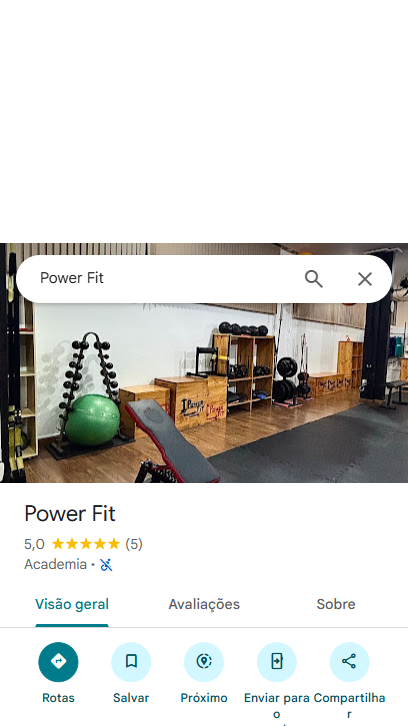 Power Fit
Power Fit
5,0 (5)
Academia ·
Visão geral Avaliações Sobre
Rotas Salvar Próximo Enviar para o Compartilhar